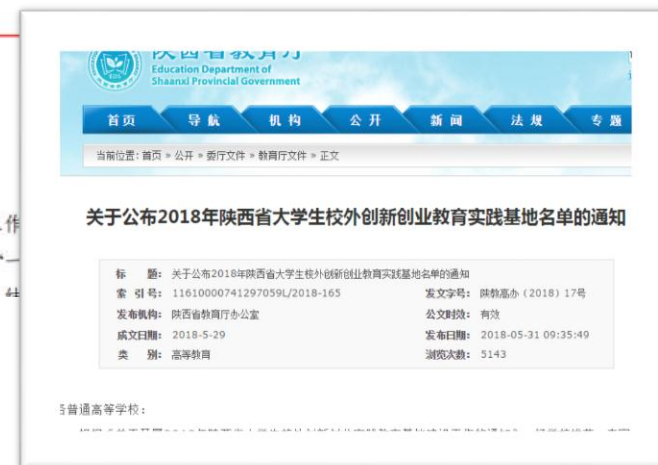 陕西省教育厅
Education Department of
Shaanxi Provincial Government
首页 导航 机构 公开 新闻 法规 专题
当前位置：首页 » 公开 » 委厅文件 » 教育厅文件 » 正文
关于公布2018年陕西省大学生校外创新创业教育实践基地名单的通知
标 题： 关于公布2018年陕西省大学生校外创新创业教育实践基地名单的通知
索 引 号： 11610000741297059L/2018-165 发文字号： 陕教高办（2018）17号
发布机构： 陕西省教育厅办公室 公文时效： 有效
成文日期： 2018-5-29 发布日期： 2018-05-31 09:35:49
类 别： 高等教育 浏览次数： 5143
各普通高等学校：
作